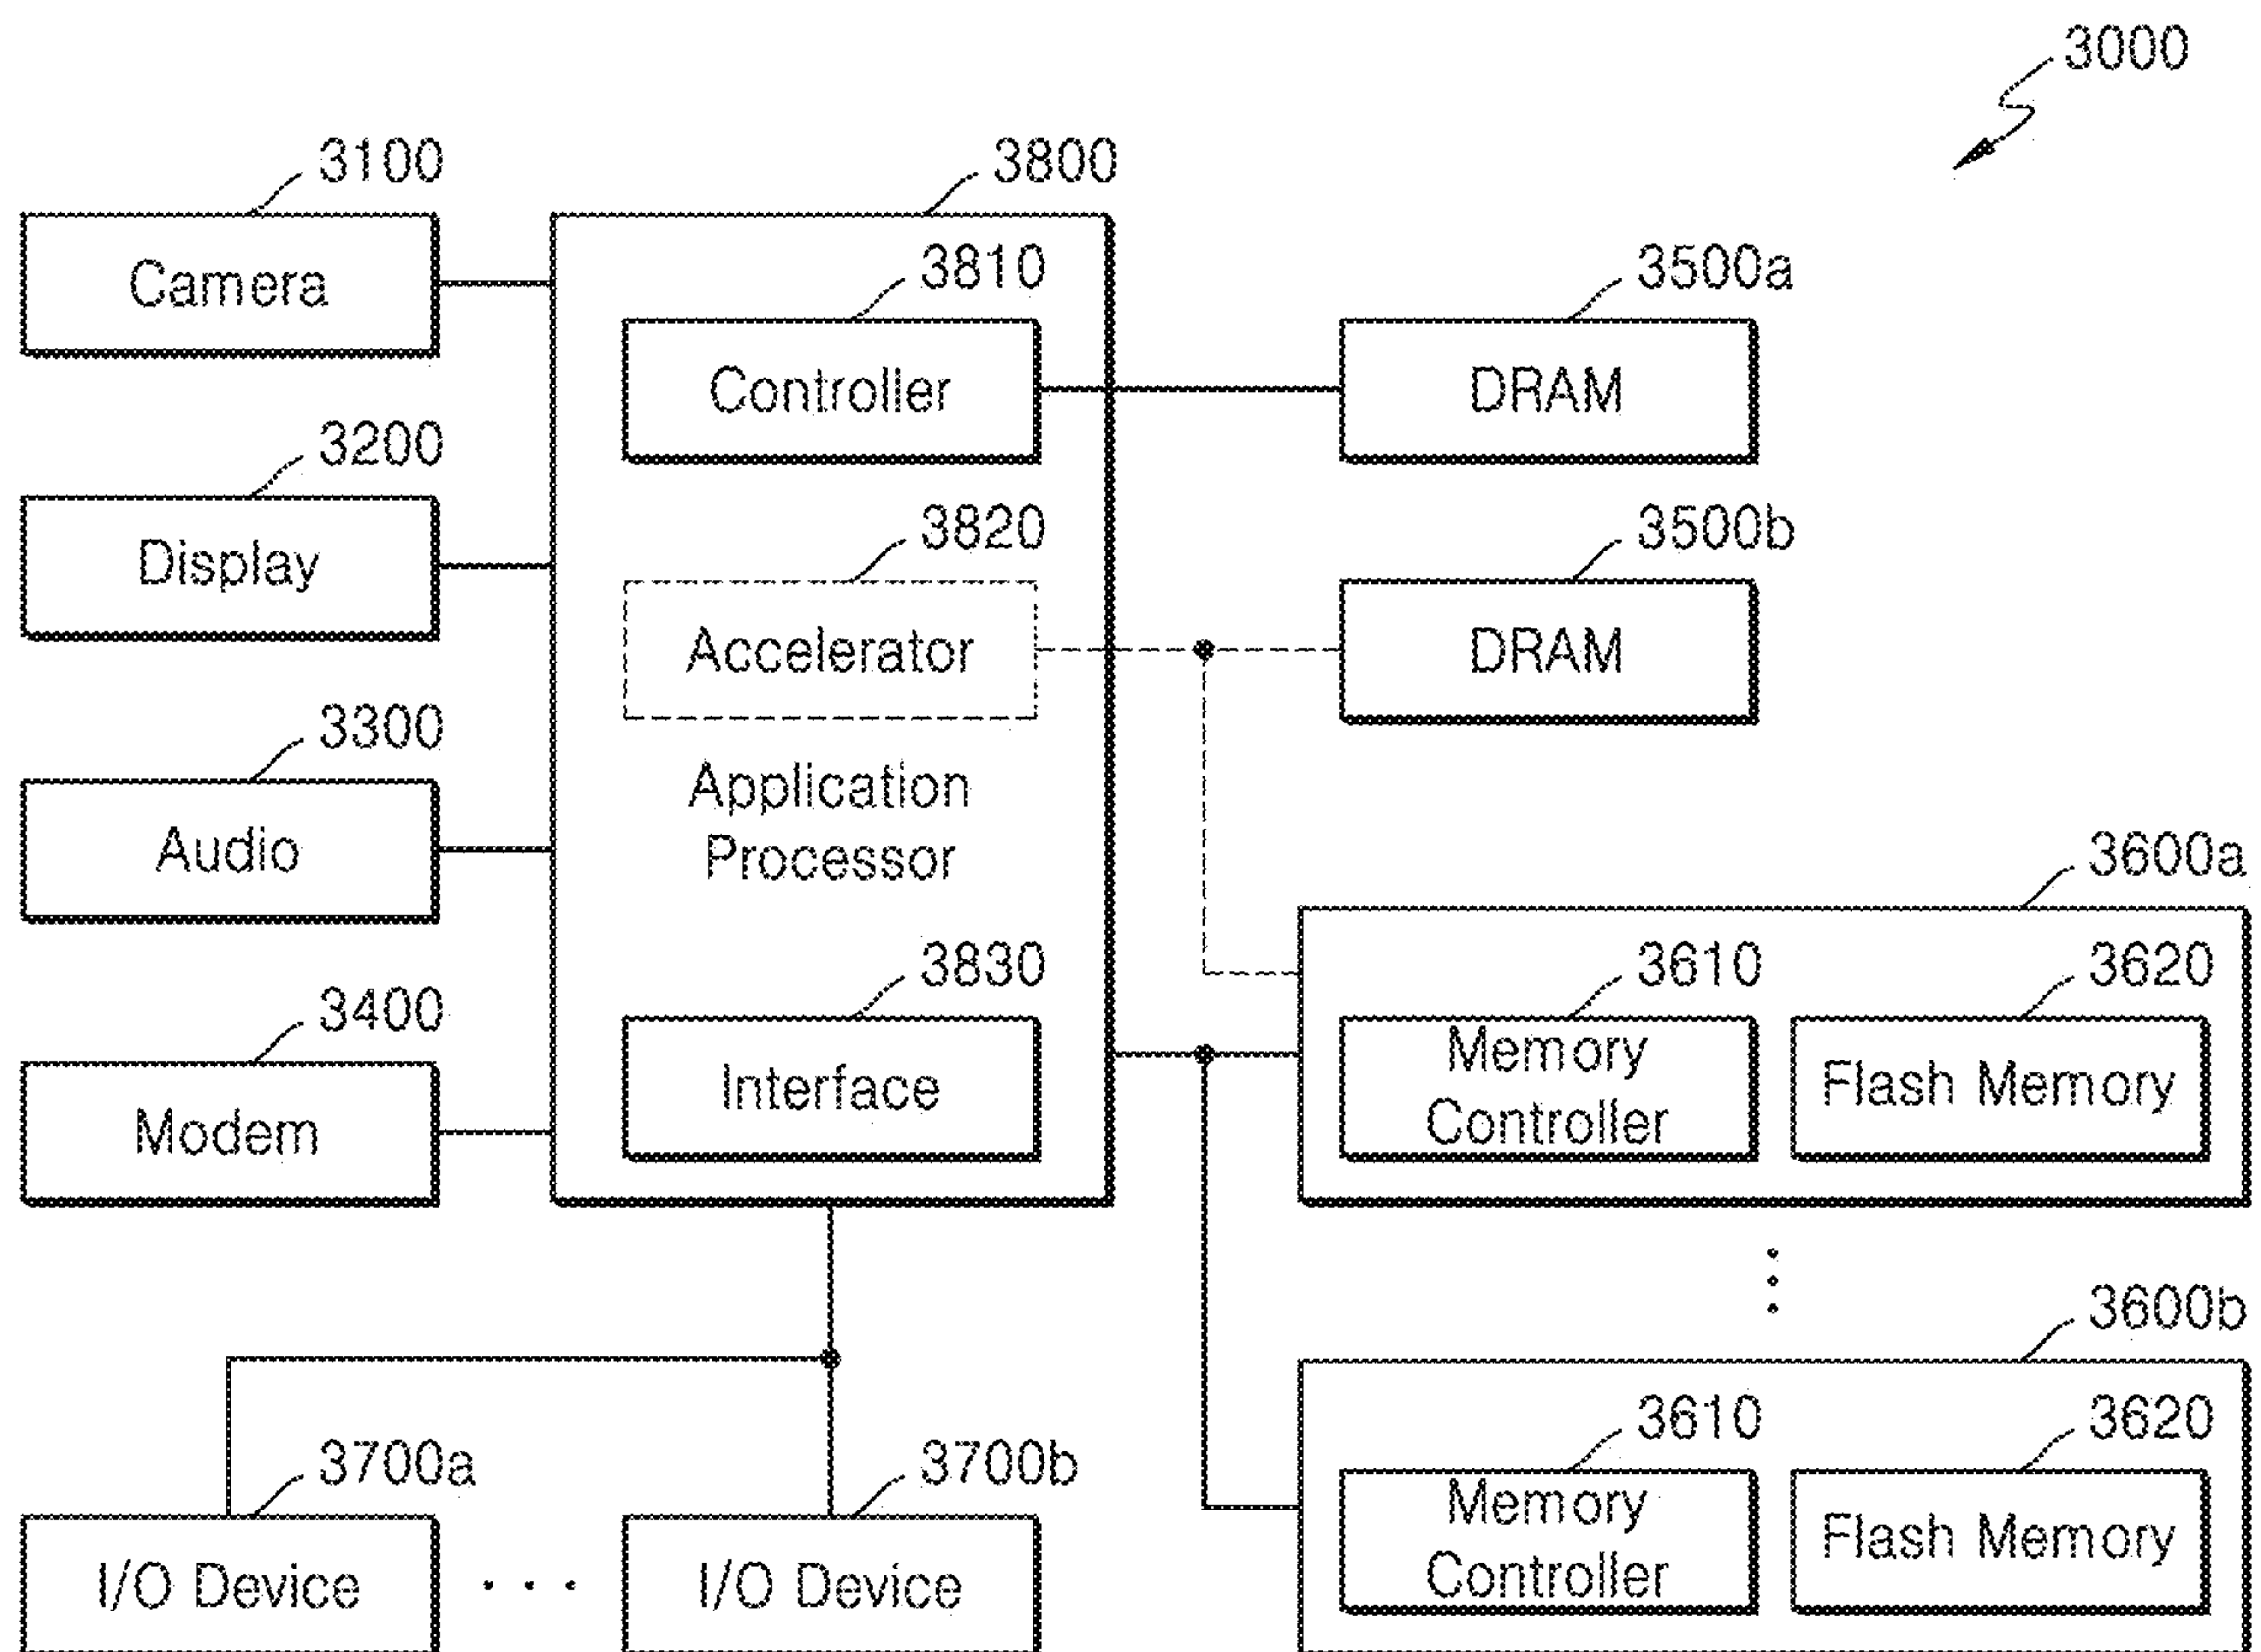 3000
3100
3800
Camera
3810
3500a
Controller
DRAM
3200
3820
3500b
Display
Accelerator
DRAM
3300
Application
Processor
Audio
3600a
3830
3610
3620
3400
Interface
Memory
Controller
Flash Memory
Modem
3600b
3700a
3700b
3610
3620
I/O Device
. . .
I/O Device
Memory
Controller
Flash Memory